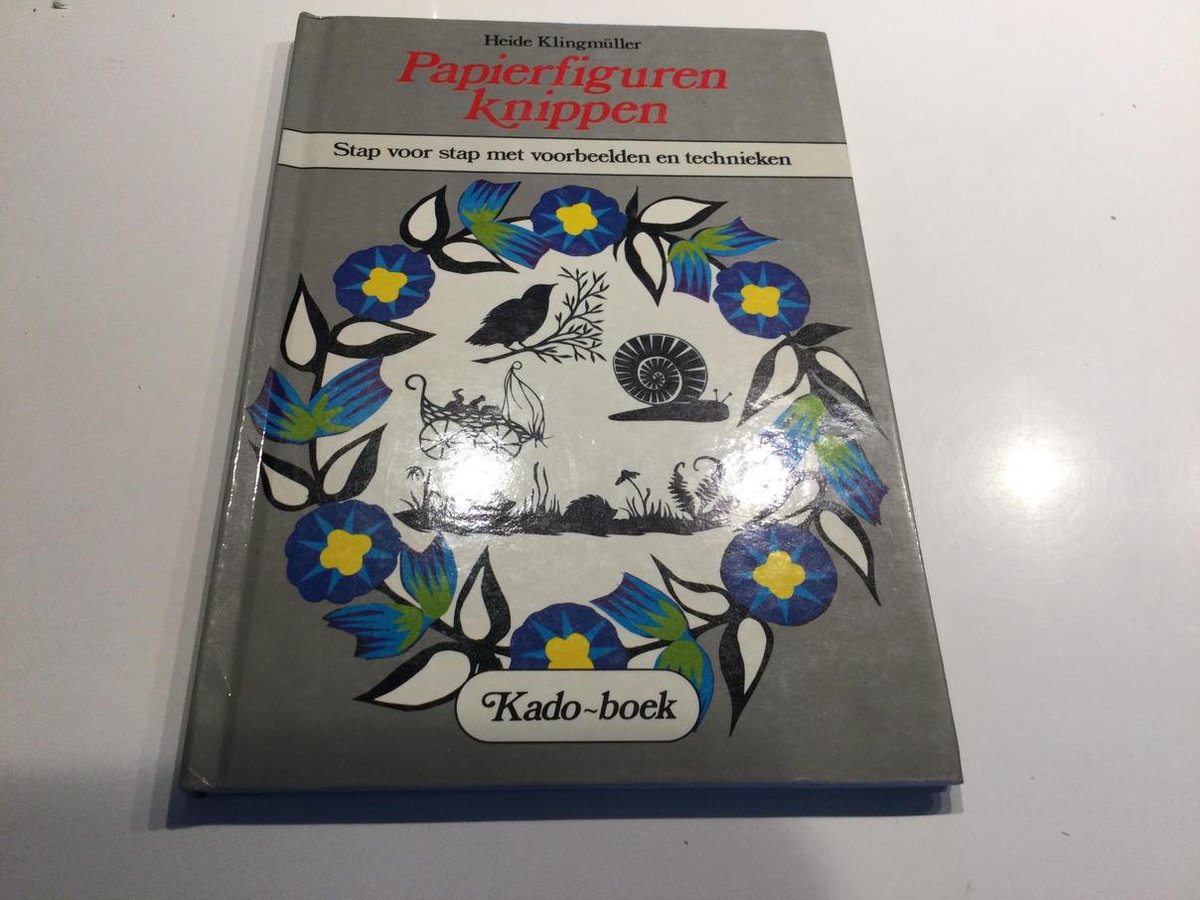 Heide Klingmüller
Papierfiguren
knippen
Stap voor stap met voorbeelden en technieken
Kado~boek